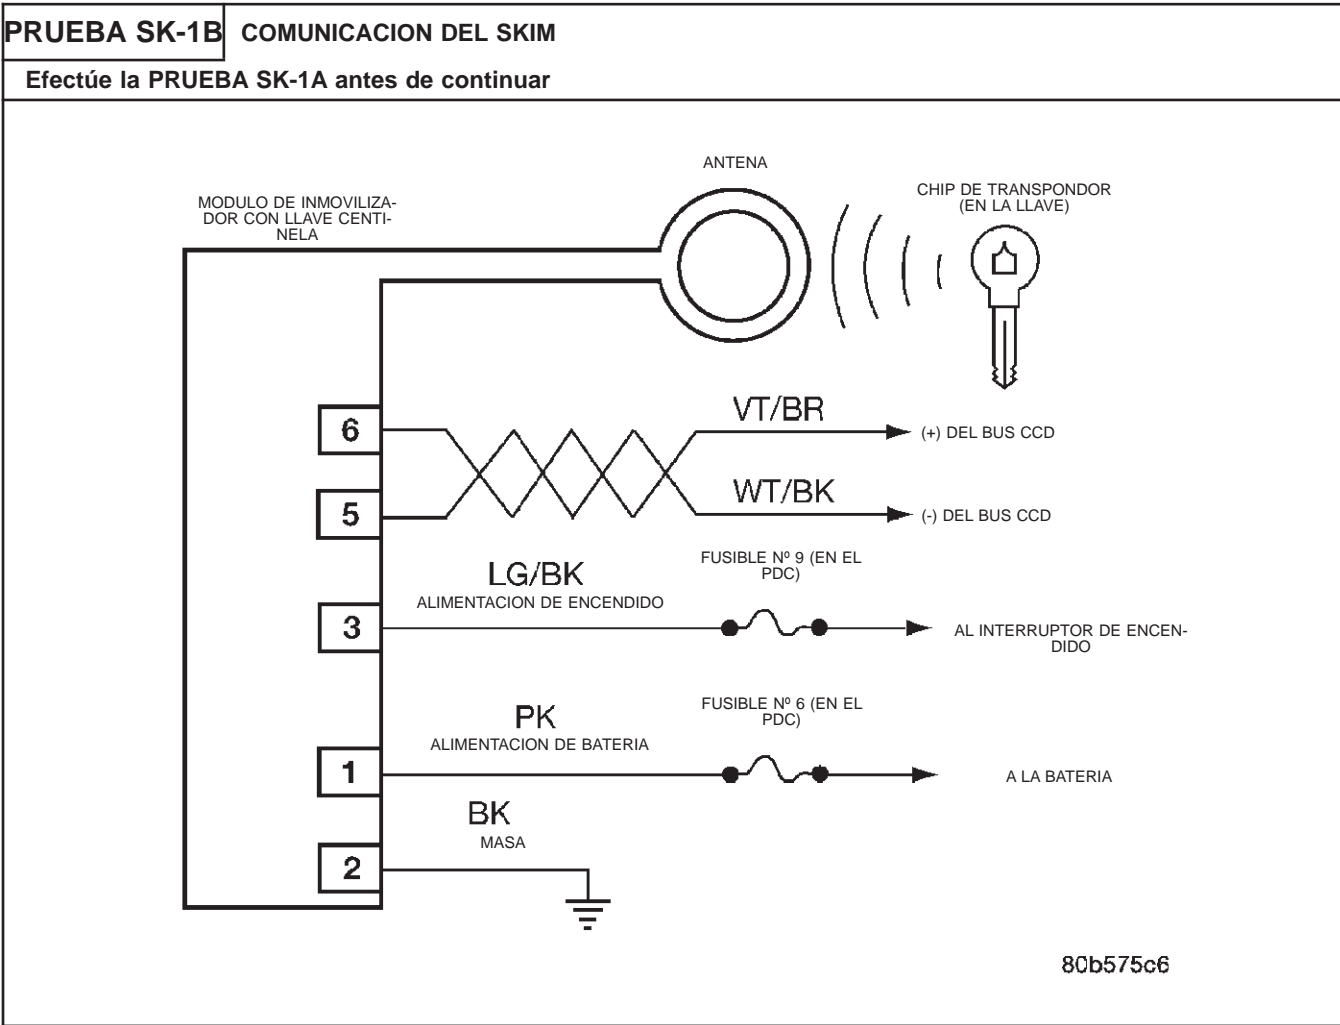 PRUEBA SK-1B
COMUNICACION DEL SKIM
Efectúe la PRUEBA SK-1A antes de continuar
ANTENA
MODULO DE INMOVILIZA-
DOR CON LLAVE CENTI-
NELA
CHIP DE TRANSPONDOR
(EN LA LLAVE)
6
VT/BR
(+) DEL BUS CCD
5
WT/BK
(-) DEL BUS CCD
FUSIBLE Nº 9 (EN EL
PDC)
LG/BK
ALIMENTACION DE ENCENDIDO
3
AL INTERRUPTOR DE ENCEN-
DIDO
FUSIBLE Nº 6 (EN EL
PDC)
PK
ALIMENTACION DE BATERIA
1
A LA BATERIA
BK
MASA
2
80b575c6